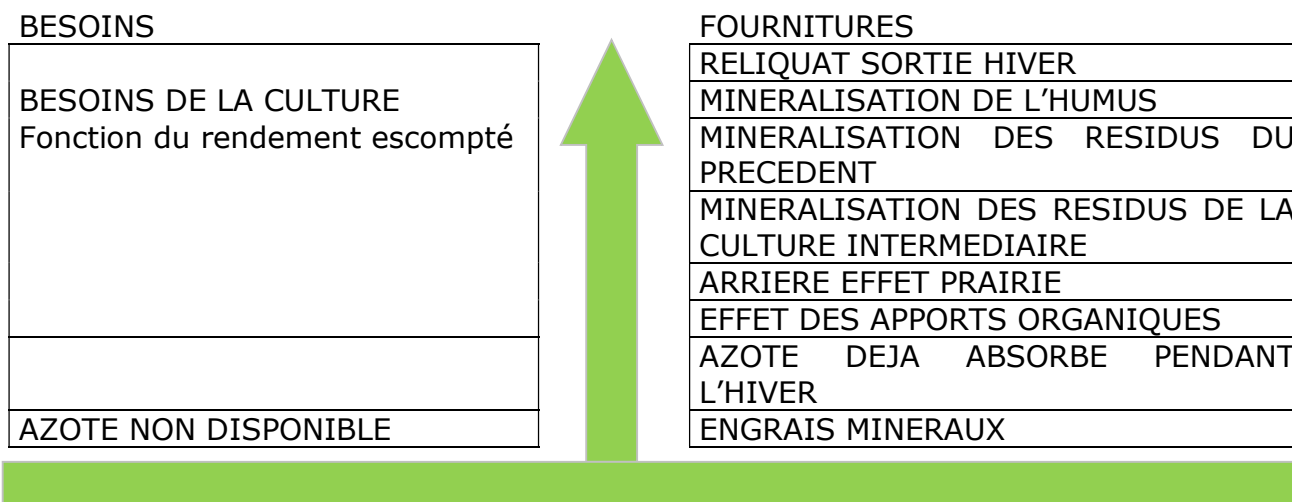 BESOINS
BESOINS DE LA CULTURE
Fonction du rendement escompté
AZOTE NON DISPONIBLE
FOURNITURES
RELIQUAT SORTIE HIVER
MINERALISATION DE L’HUMUS
MINERALISATION DES RESIDUS DU
PRECEDENT
MINERALISATION DES RESIDUS DE LA
CULTURE INTERMEDIAIRE
ARRIERE EFFET PRAIRIE
EFFET DES APPORTS ORGANIQUES
AZOTE DEJA ABSORBE PENDANT
L’HIVER
ENGRAIS MINERAUX